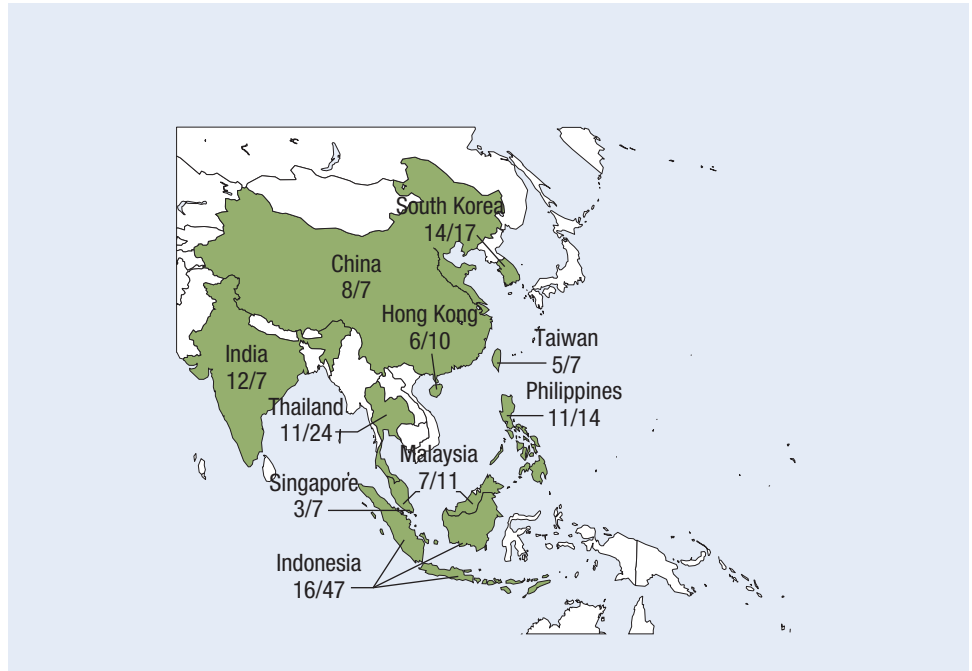 South Korea
14/17
China
8/7
Hong Kong
6/10
Taiwan
5/7
India
12/7
Philippines
11/14
Thailand
11/24
Malaysia
7/11
Singapore
3/7
Indonesia
16/47